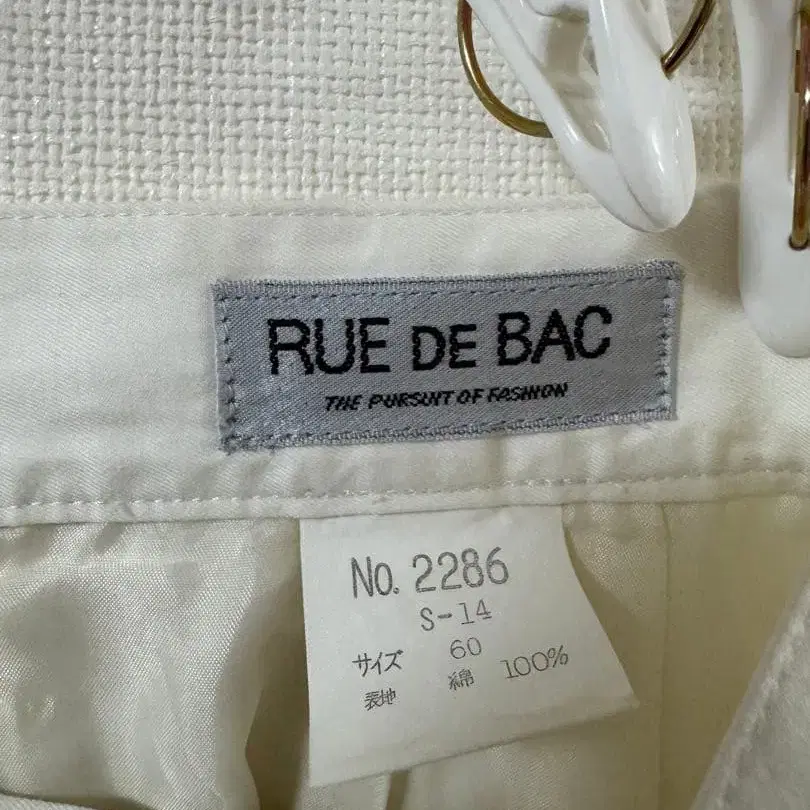 RUE DE BAC
THE PURSUIT OF FASHION
No. 2286
S-14
サイズ 60
表地 綿 100%